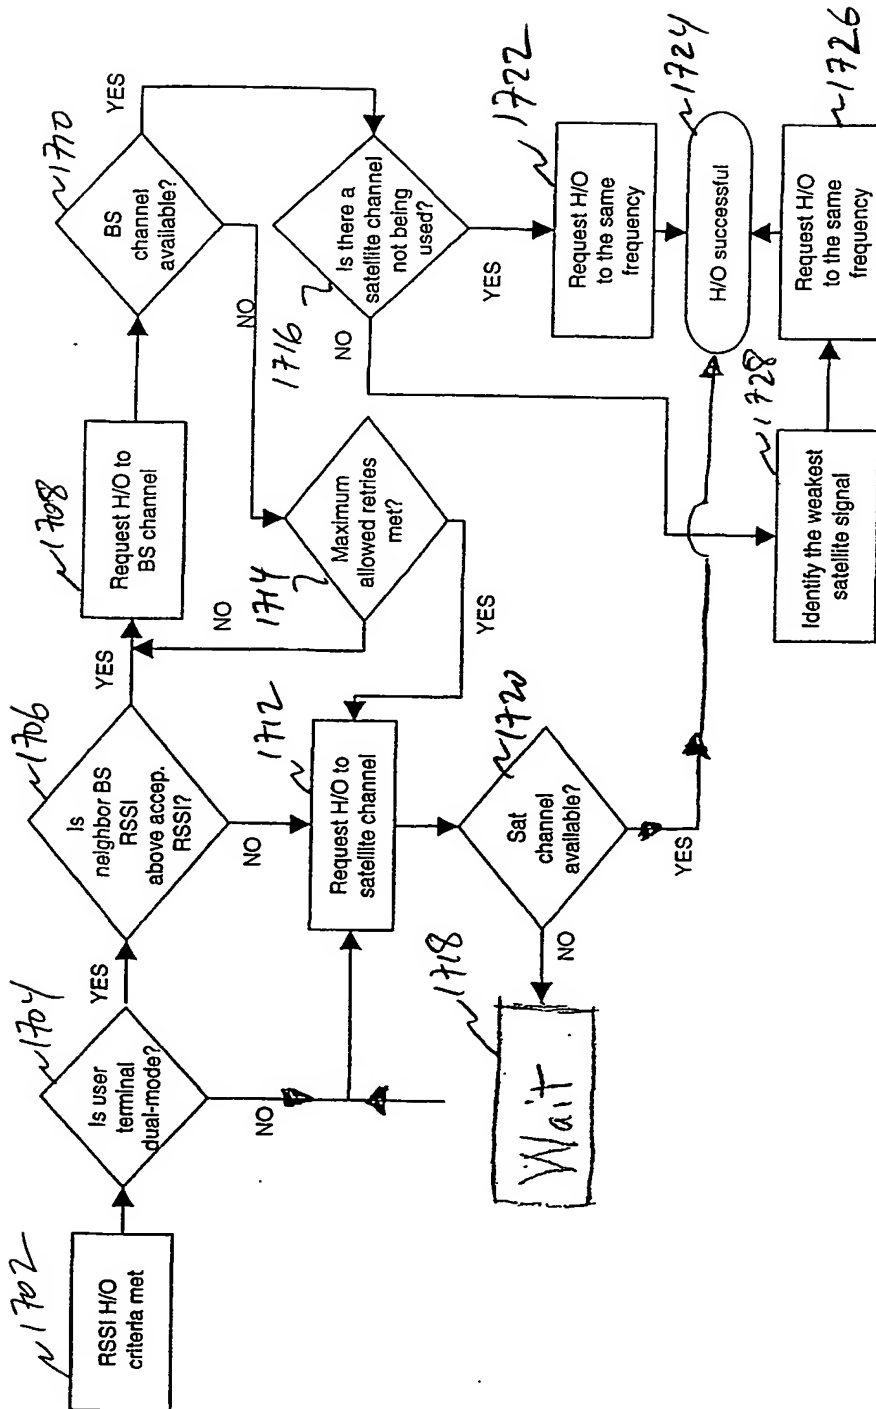 ~1702
RSSI H/O
criteria met
~1704
Is user
terminal
dual-mode?
YES
NO
~1706
Is
neighbor BS
RSSI
above accep.
RSSI?
YES
NO
~1708
Request H/O to
BS channel
~1710
BS
channel
available?
YES
NO
1712
Request H/O to
satellite channel
1714
Maximum
allowed retries
met?
NO
YES
1716
Is there a
satellite channel
not being
used?
NO
YES
1718
Wait
~1720
Sat
channel
available?
NO
YES
1722
Request H/O
to the same
frequency
~1724
H/O successful
~1726
Request H/O
to the same
frequency
~1728
Identify the weakest
satellite signal